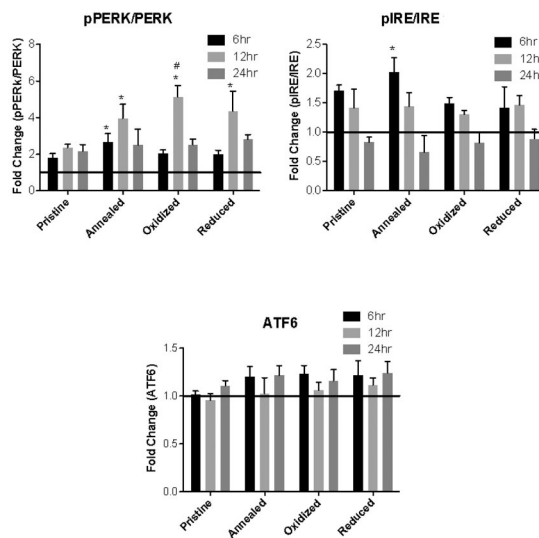 pPERK/PERK
6hr
12hr
24hr
Fold Change (pPERk/PERK)
8
6
4
2
0
*
*
#
*
*
Pristine
Annealed
Oxidized
Reduced
pIRE/IRE
6hr
12hr
24hr
Fold Change (pIRE/IRE)
2.5
2.0
1.5
1.0
0.5
*
Pristine
Annealed
Oxidized
Reduced
ATF6
6hr
12hr
24hr
Fold Change (ATF6)
1.5
1.0
0.5
0.0
Pristine
Annealed
Oxidized
Reduced